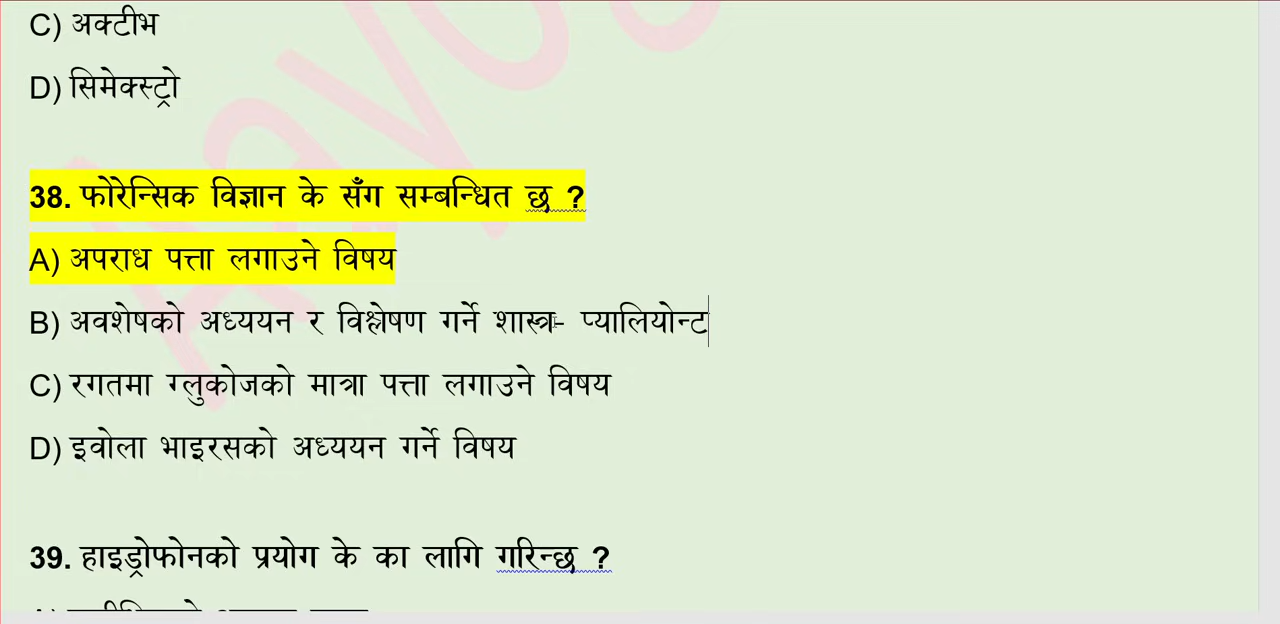 C) अक्टीभ
D) सिमेक्स्ट्रो
38. फोरेन्सिक विज्ञान के सँग सम्बन्धित छ ?
A) अपराध पत्ता लगाउने विषय
B) अवशेषको अध्ययन र विश्लेषण गर्ने शास्त्र- प्यालियोन्ट
C) रगतमा ग्लुकोजको मात्रा पत्ता लगाउने विषय
D) इवोला भाइरसको अध्ययन गर्ने विषय
39. हाइड्रोफोनको प्रयोग के का लागि गरिन्छ ?